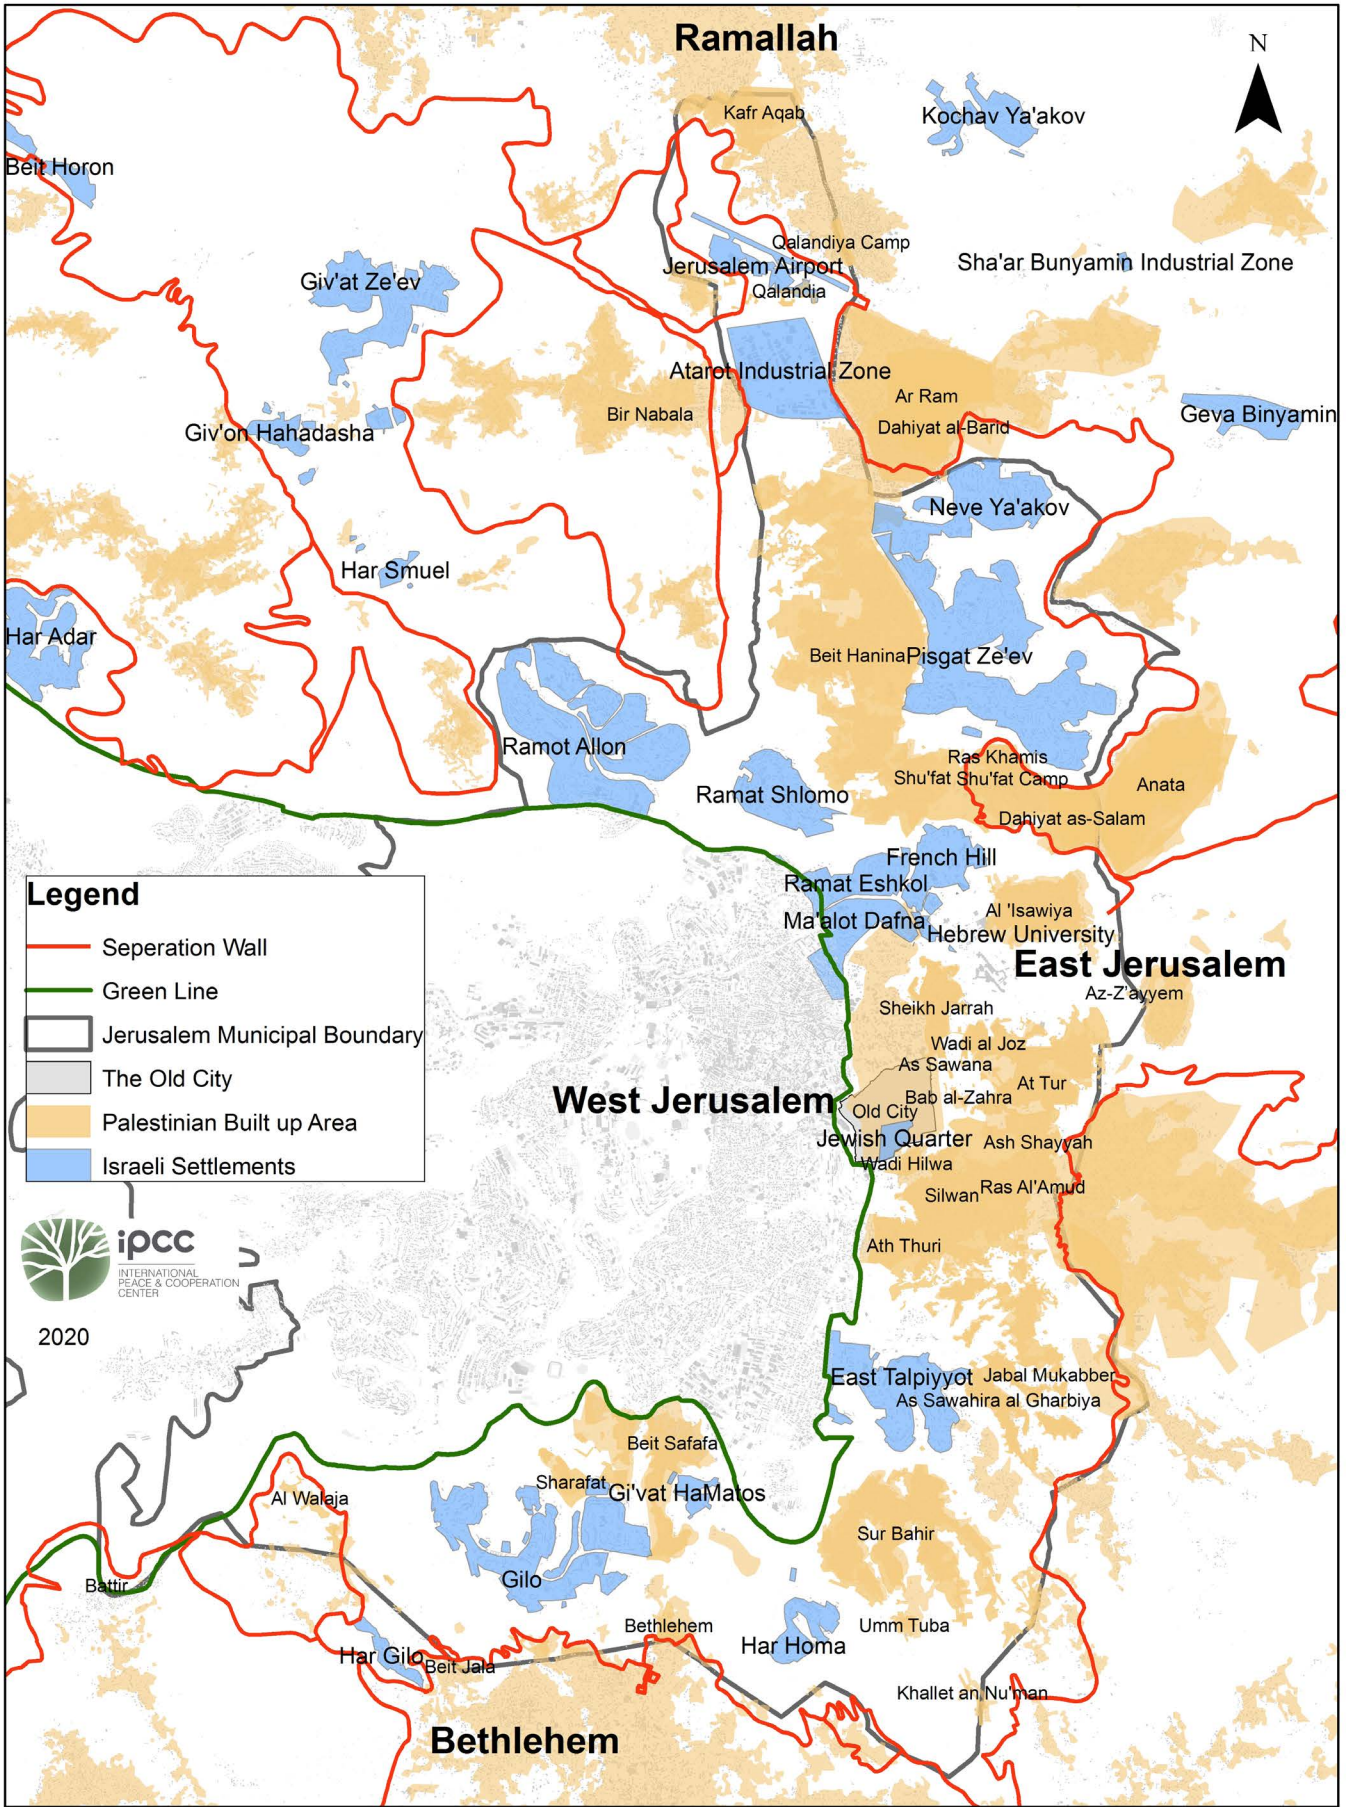 Ramallah
N
Kafr Aqab
Kochav Ya'akov
Beit Horon
Qalandiya Camp
Sha'ar Bunyamin Industrial Zone
Jerusalem Airport
Giv'at Ze'ev
Qalandia
Atarot Industrial Zone
Ar Ram
Bir Nabala
Geva Binyamin
Dahiyat al-Barid
Giv'on Hahadasha
Neve Ya'akov
Har Smuel
Har Adar
Beit Hanina
Pisgat Ze'ev
Ramot Allon
Ras Khamis
Shu'fat
Shu'fat Camp
Anata
Ramat Shlomo
Dahiyat as-Salam
French Hill
Ramat Eshkol
Al 'Isawiya
Ma'alot Dafna
Hebrew University
East Jerusalem
Az-Z'ayyem
Sheikh Jarrah
Wadi al Joz
As Sawana
At Tur
West Jerusalem
Bab al-Zahra
Old City
Jewish Quarter
Ash Shayyah
Wadi Hilwa
Ras Al'Amud
Silwan
Ath Thuri
Legend
Seperation Wall
Green Line
Jerusalem Municipal Boundary
The Old City
Palestinian Built up Area
Israeli Settlements
ipcc
INTERNATIONAL
PEACE & COOPERATION
CENTER
2020
East Talpiyyot
Jabal Mukabber
As Sawahira al Gharbiya
Beit Safafa
Sharafat
Gi'vat HaMatos
Al Walaja
Sur Bahir
Gilo
Battir
Bethlehem
Umm Tuba
Har Homa
Har Gilo
Beit Jala
Khallet an Nu'man
Bethlehem